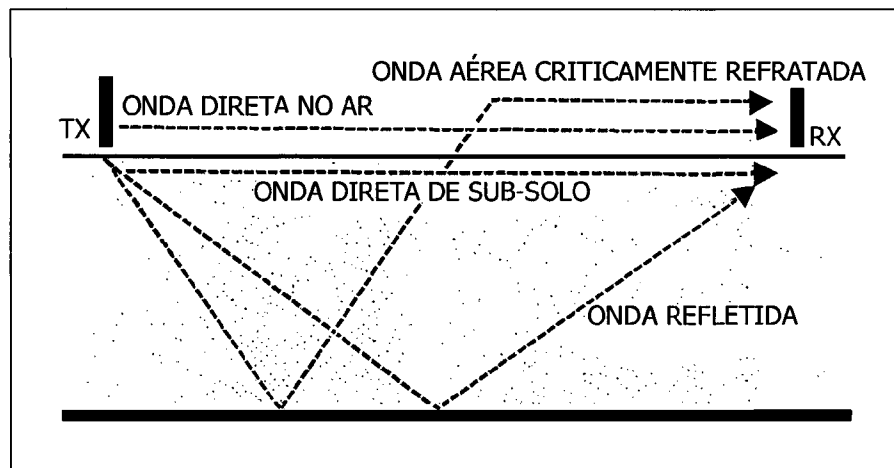 ONDA AÉREA CRITICAMENTE REFRATADA
ONDA DIRETA NO AR
TX
RX
ONDA DIRETA DE SUB-SOLO
ONDA REFLETIDA